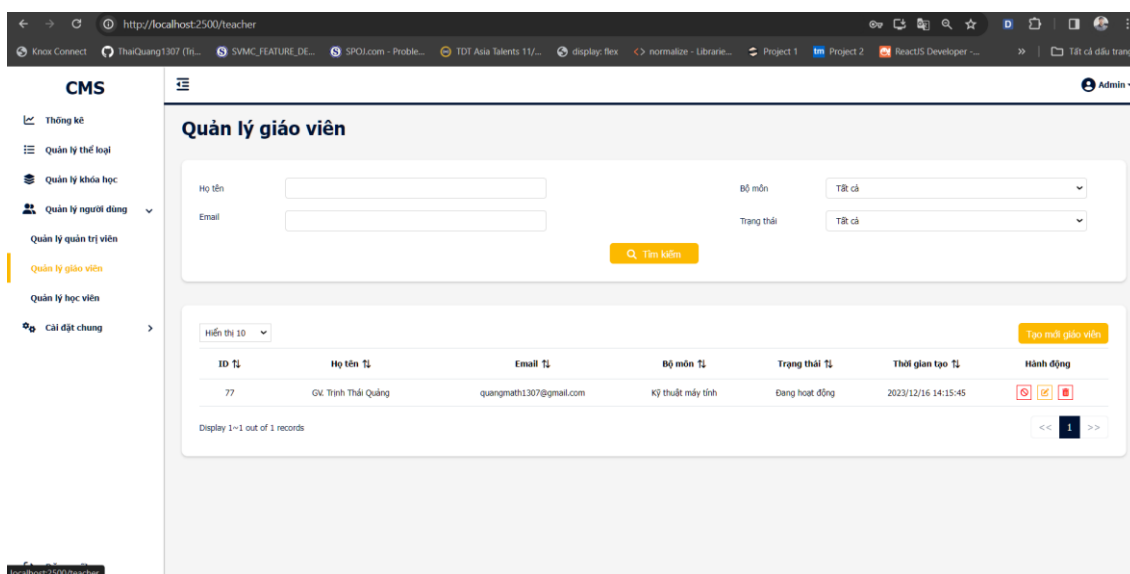 http://localhost:2500/teacher
Knox Connect ThaiQuang1307 (Trị... SVMC_FEATURE_DE... SPOJ.com - Proble... TDT Asia Talents 11/... display: flex normalize - Librarie... Project 1 tm Project 2 ReactJS Developer -... » Tất cả dấu trang
CMS
Admin
Thống kê
Quản lý thể loại
Quản lý khóa học
Quản lý người dùng
Quản lý quản trị viên
Quản lý giáo viên
Quản lý học viên
Cài đặt chung
Quản lý giáo viên
Họ tên
Bộ môn Tất cả
Email
Trạng thái Tất cả
Tìm kiếm
Hiển thị 10
Tạo mới giáo viên
ID Họ tên Email Bộ môn Trạng thái Thời gian tạo Hành động
77 GV. Trịnh Thái Quảng quangmath1307@gmail.com Kỹ thuật máy tính Đang hoạt động 2023/12/16 14:15:45
Display 1~1 out of 1 records
<< 1 >>
localhost:2500/teacher